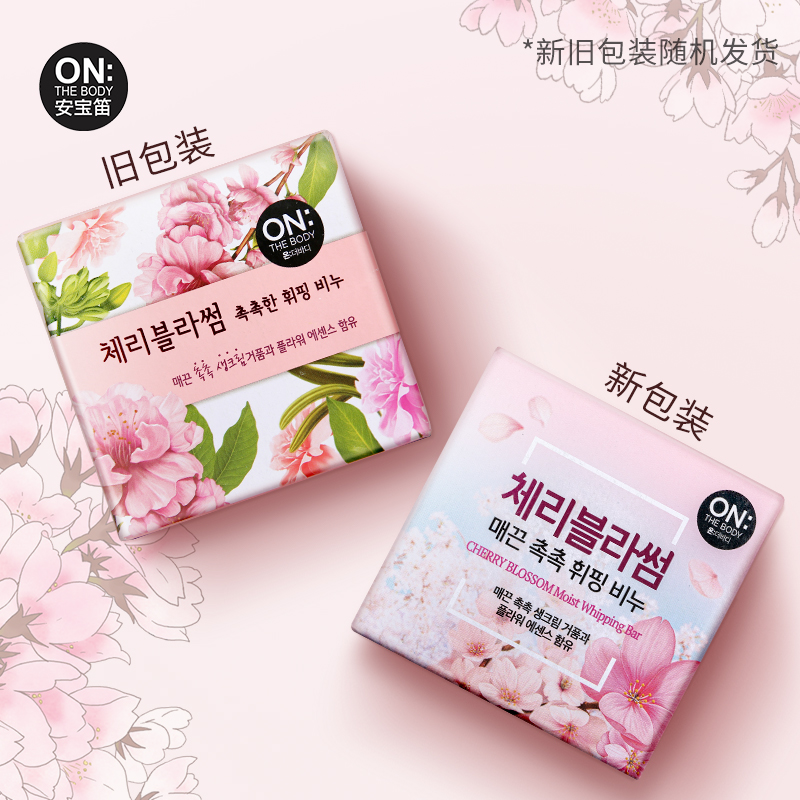 ON:
THE BODY
安宝笛
*新旧包装随机发货
旧包装
ON:
THE BODY
온:더바디
체리블라썸 촉촉한 휘핑 비누
매끈 촉촉 생크림거품과 플라워 에센스 함유
新包装
ON:
THE BODY
온:더바디
체리블라썸
매끈 촉촉 휘핑 비누
CHERRY BLOSSOM Moist Whipping Bar
매끈 촉촉 생크림 거품과
플라워 에센스 함유